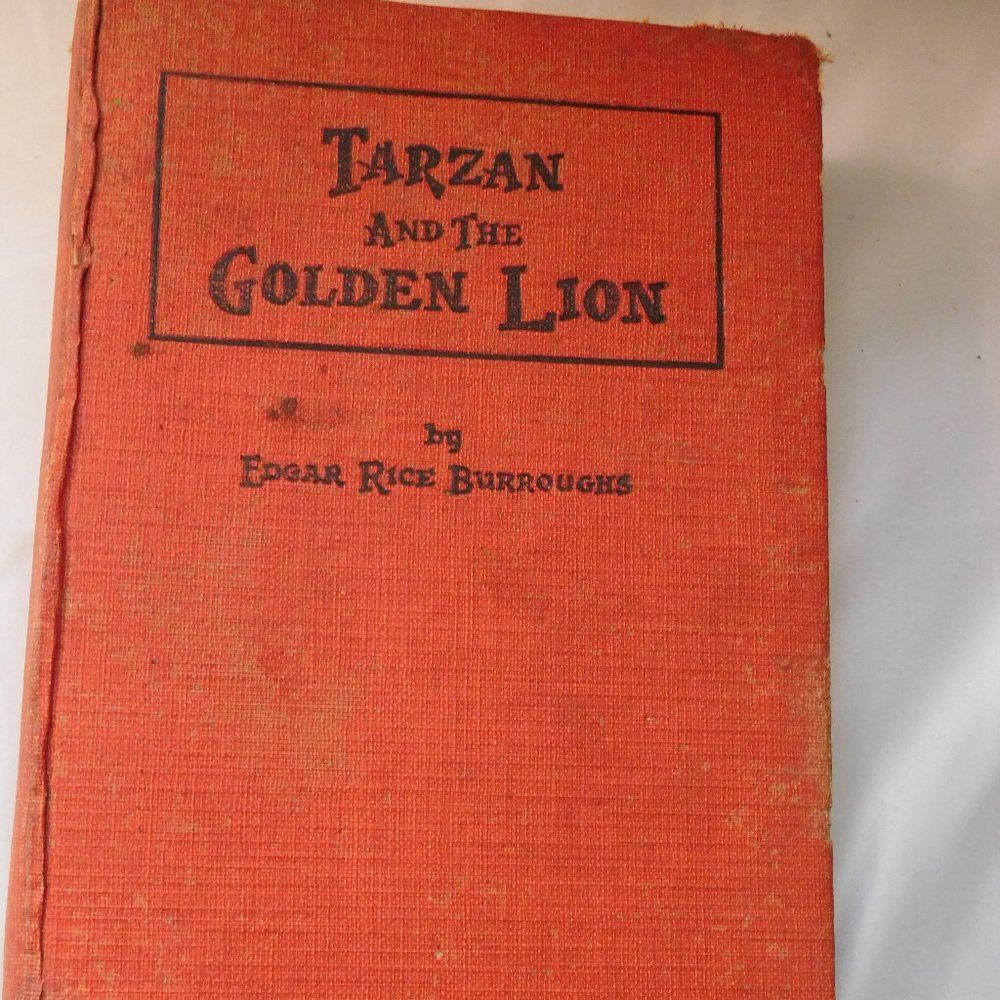 TARZAN
AND THE
GOLDEN LION
by
EDGAR RICE BURROUGHS